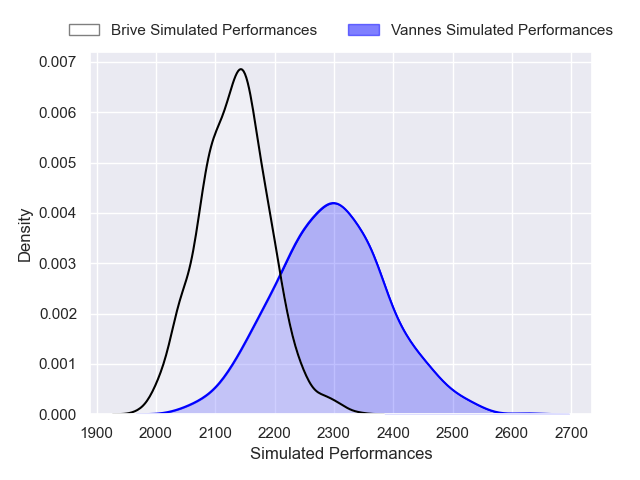 Brive Simulated Performances
Vannes Simulated Performances
0.007
0.006
0.005
0.004
0.003
0.002
0.001
0.000
Density
1900 2000 2100 2200 2300 2400 2500 2600 2700
Simulated Performances